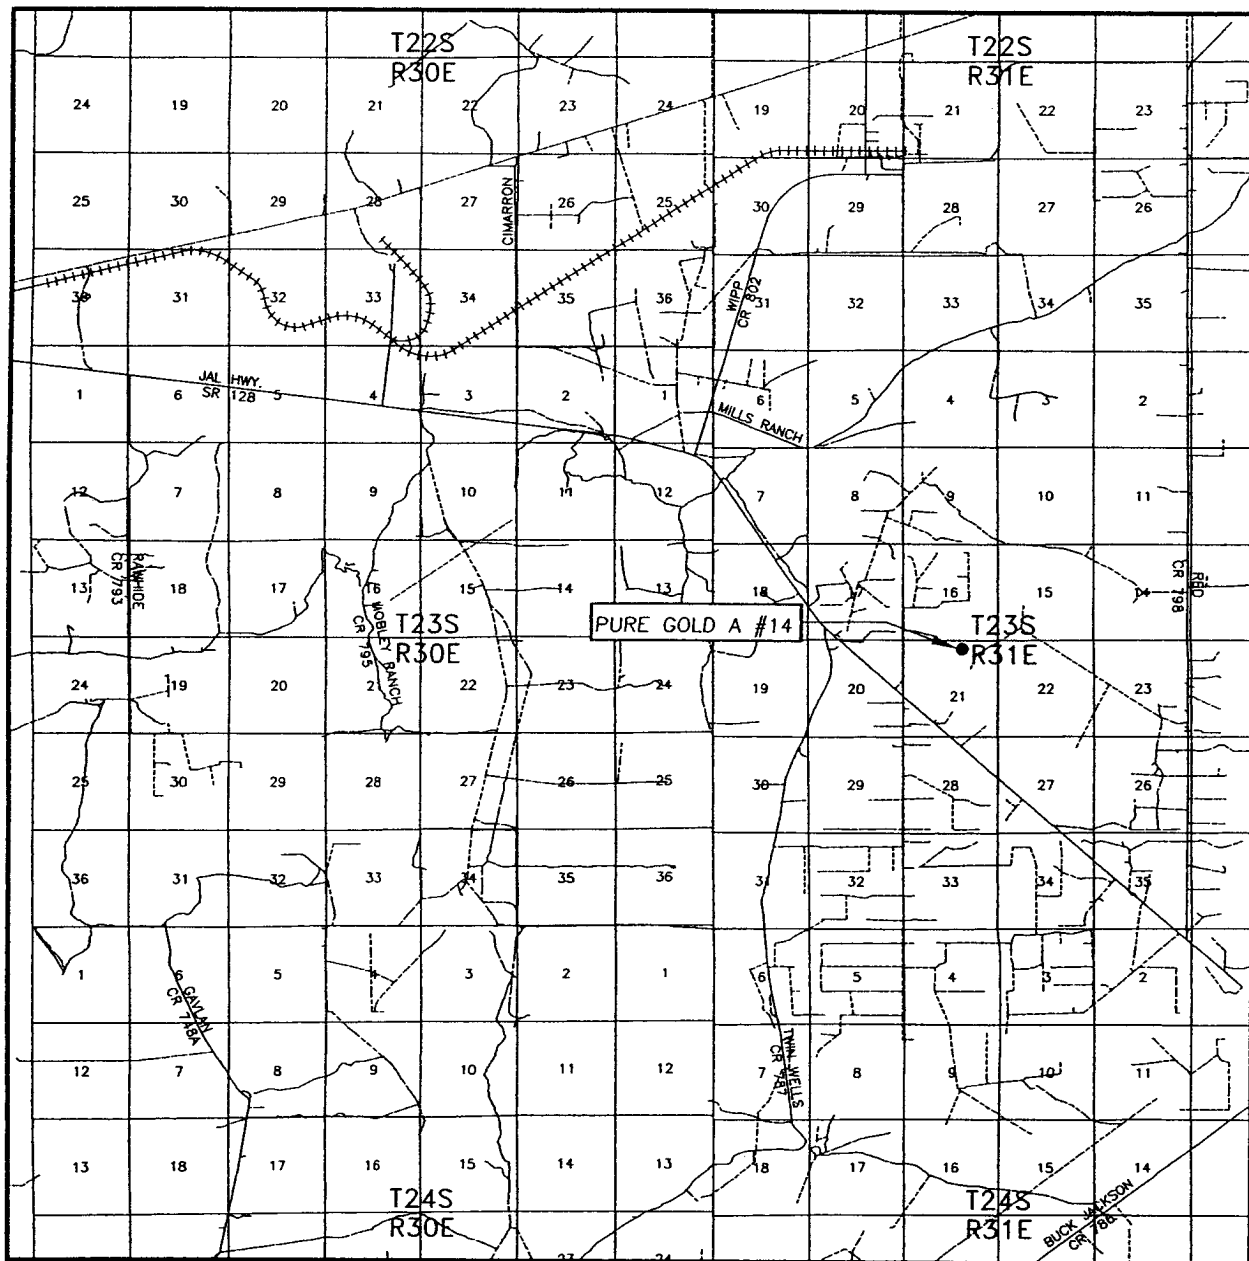 T22S
R30E
T22S
R31E
24 19 20 21 22 23 24 19 20 21 22 23
25 30 29 28 27 CIMARRON 26 25 30 29 28 27 26
36 31 32 33 34 35 36 31 WIPP
CR 802 32 33 34 35
JAL HWY.
SR 128
1 6 5 4 3 2 1 6 5 4 3 2
MILLS RANCH
12 7 8 9 10 11 12 7 8 9 10 11
13 RAWHIDE
CR 793 18 17 16 15 14 13 18 16 15 14 RED
CR 798
PURE GOLD A #14
T23S
R30E
T23S
R31E
MOBLEY RANCH
CR 795
24 19 20 21 22 23 24 19 20 21 22 23
25 30 29 28 27 26 25 30 29 28 27 26
36 31 32 33 34 35 36 31 32 33 34 35
1 6 5 4 3 2 1 6 5 4 3 2
GAVLAN
CR 748A
TWIN WELLS
CR 787
12 7 8 9 10 11 12 7 8 9 10 11
13 18 17 16 15 14 13 18 17 16 15 14
T24S
R30E
T24S
R31E
BUCK JACKSON
CR 786